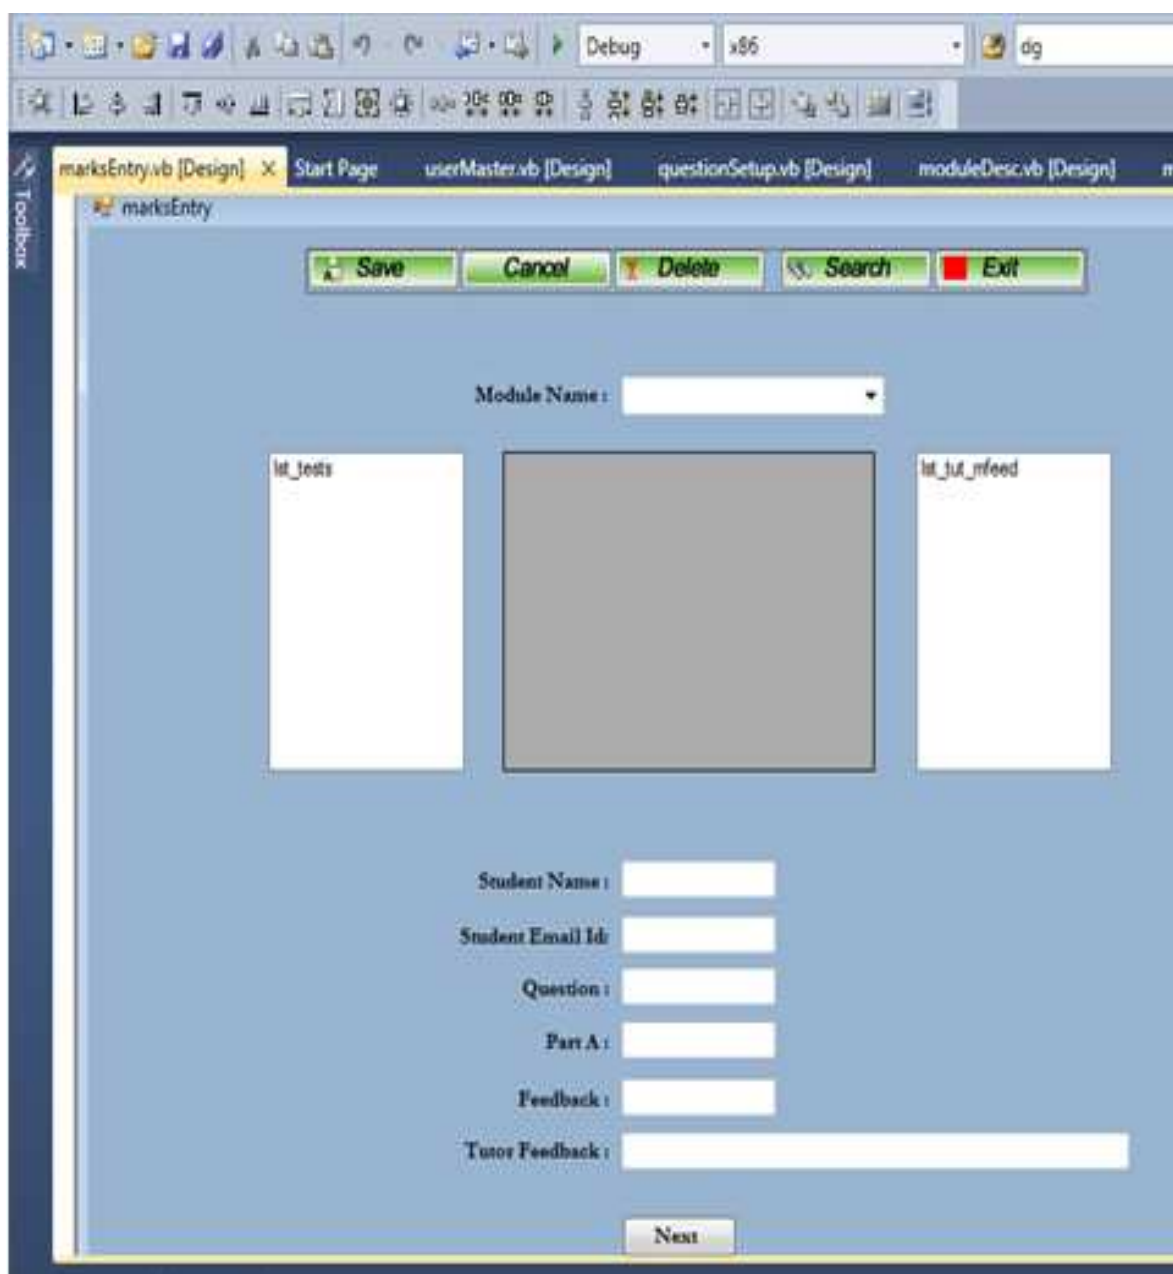 Debug x86 dg
marksEntry.vb [Design] Start Page userMaster.vb [Design] questionSetup.vb [Design] moduleDesc.vb [Design] m
Toolbox
marksEntry
Save Cancel Delete Search Exit
Module Name :
lst_tests lst_tut_mfeed
Student Name :
Student Email Id:
Question :
Part A :
Feedback :
Tutor Feedback :
Next